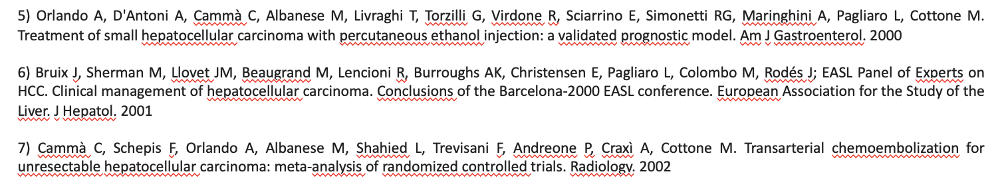 5) Orlando A, D'Antoni A, Cammà C, Albanese M, Livraghi T, Torzilli G, Virdone R, Sciarrino E, Simonetti RG, Maringhini A, Pagliaro L, Cottone M.
Treatment of small hepatocellular carcinoma with percutaneous ethanol injection: a validated prognostic model. Am J Gastroenterol. 2000
6) Bruix J, Sherman M, Llovet JM, Beaugrand M, Lencioni R, Burroughs AK, Christensen E, Pagliaro L, Colombo M, Rodés J; EASL Panel of Experts on
HCC. Clinical management of hepatocellular carcinoma. Conclusions of the Barcelona-2000 EASL conference. European Association for the Study of the
Liver. J Hepatol. 2001
7) Cammà C, Schepis F, Orlando A, Albanese M, Shahied L, Trevisani F, Andreone P, Craxì A, Cottone M. Transarterial chemoembolization for
unresectable hepatocellular carcinoma: meta-analysis of randomized controlled trials. Radiology. 2002